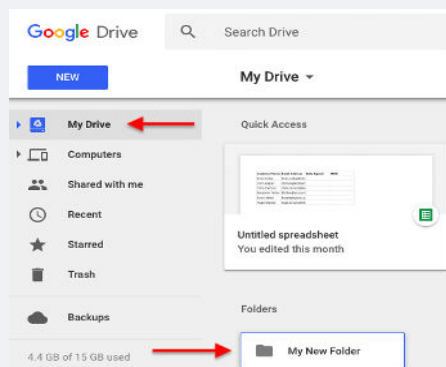 Google Drive
Search Drive
NEW
My Drive
My Drive
Computers
Shared with me
Recent
Starred
Trash
Backups
4.4 GB of 15 GB used
Quick Access
Untitled spreadsheet
You edited this month
Folders
My New Folder